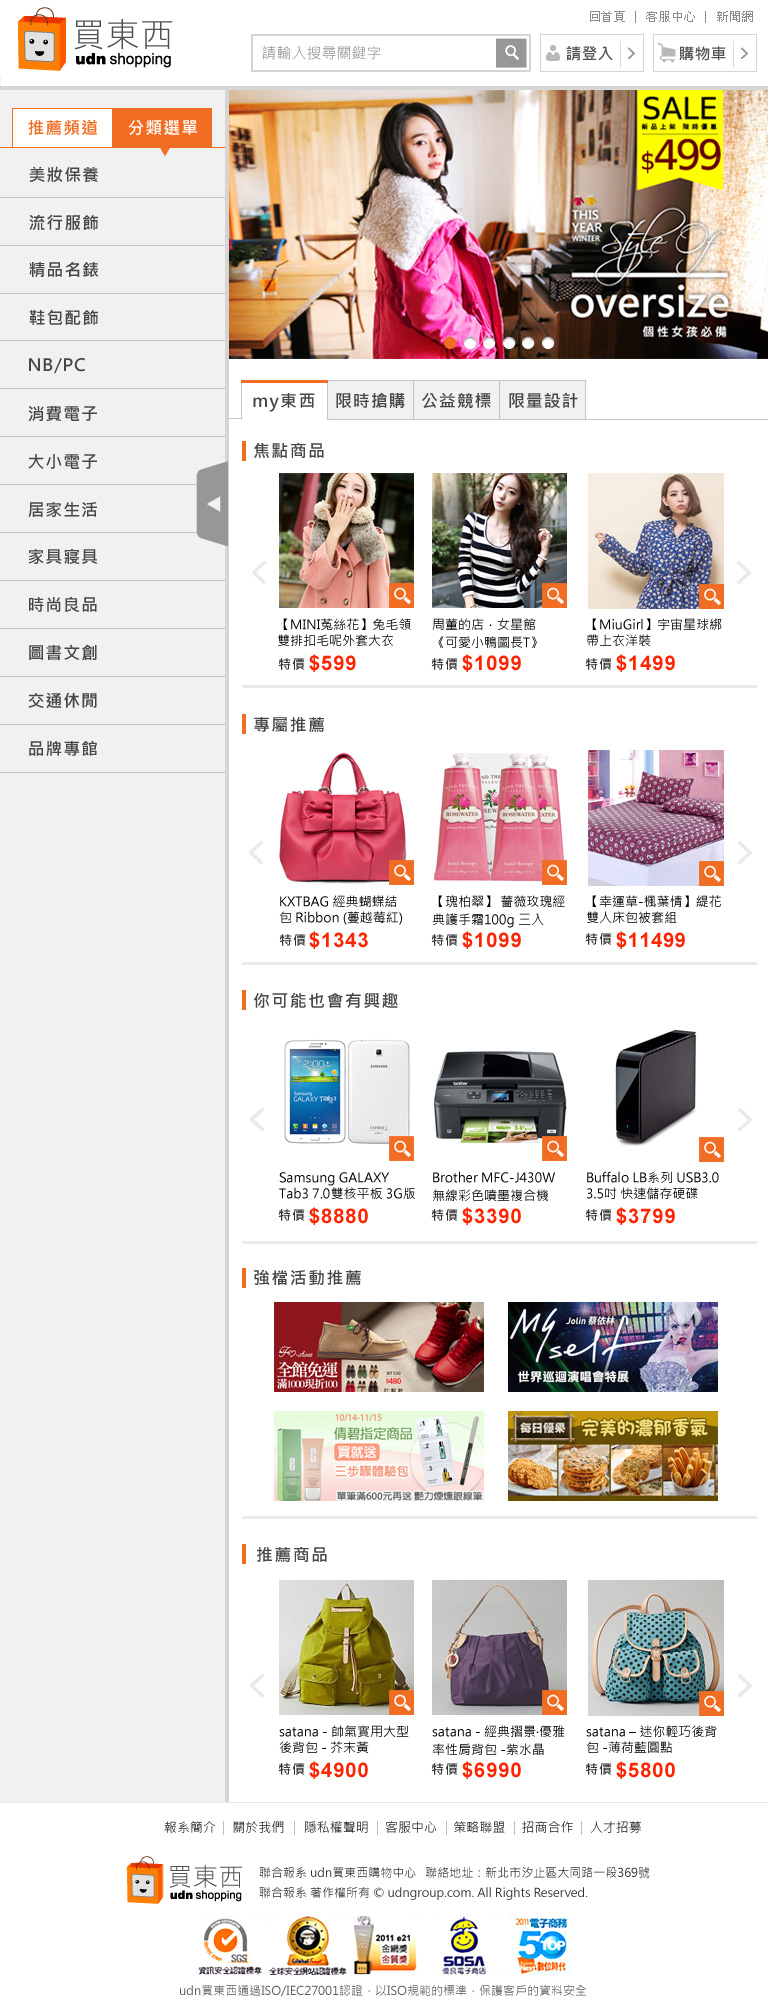 回首頁 | 客服中心 | 新聞網
買東西
udn shopping
請輸入搜尋關鍵字
請登入
購物車
推薦頻道
分類選單
美妝保養
流行服飾
精品名錶
鞋包配飾
NB/PC
消費電子
大小電子
居家生活
家具寢具
時尚良品
圖書文創
交通休閒
品牌專館
SALE
新品上架 限時優惠
$499
THIS
YEAR
WINTER
Style Of
oversize
個性女孩必備
my東西
限時搶購
公益競標
限量設計
焦點商品
【MINI菟絲花】兔毛領
雙排扣毛呢外套大衣
特價 $599
周董的店．女星館
《可愛小鴨圖長T》
特價 $1099
【MiuGirl】宇宙星球綁
帶上衣洋裝
特價 $1499
專屬推薦
KXTBAG 經典蝴蝶結
包 Ribbon (蔓越莓紅)
特價 $1343
ROSEWATER
hand therapy
ROSEWATER
hand therapy
【瑰柏翠】 薔薇玫瑰經
典護手霜100g 三入
特價 $1099
【幸運草-楓葉情】緹花
雙人床包被套組
特價 $11499
你可能也會有興趣
SAMSUNG
2:00
Samsung
GALAXY Tab3
Samsung GALAXY
Tab3 7.0雙核平板 3G版
特價 $8880
brother
Brother MFC-J430W
無線彩色噴墨複合機
特價 $3390
Buffalo LB系列 USB3.0
3.5吋 快速儲存硬碟
特價 $3799
強檔活動推薦
全館免運
滿1000現折100
NT 530
$480
Jolin 蔡依林
Myself
世界巡迴演唱會特展
10/14-11/15
倩碧指定商品
買就送
三步驟體驗包
單筆滿600元再送 艷力煙燻眼線筆
每日優果
完美的濃郁香氣
推薦商品
satana - 帥氣實用大型
後背包 - 芥末黃
特價 $4900
satana - 經典摺景‧優雅
率性肩背包 -紫水晶
特價 $6990
satana – 迷你輕巧後背
包 -薄荷藍圓點
特價 $5800
報系簡介 | 關於我們 | 隱私權聲明 | 客服中心 | 策略聯盟 | 招商合作 | 人才招募
買東西
udn shopping
聯合報系 udn買東西購物中心 聯絡地址：新北市汐止區大同路一段369號
聯合報系 著作權所有 © udngroup.com. All Rights Reserved.
SGS
資訊安全認證標章
全球安全網站認證標章
2011 e21
金網獎
金質獎
SOSA
優良電子商店
2011電子商務
TOP 50
數位時代
udn買東西通過ISO/IEC27001認證，以ISO規範的標準，保護客戶的資料安全